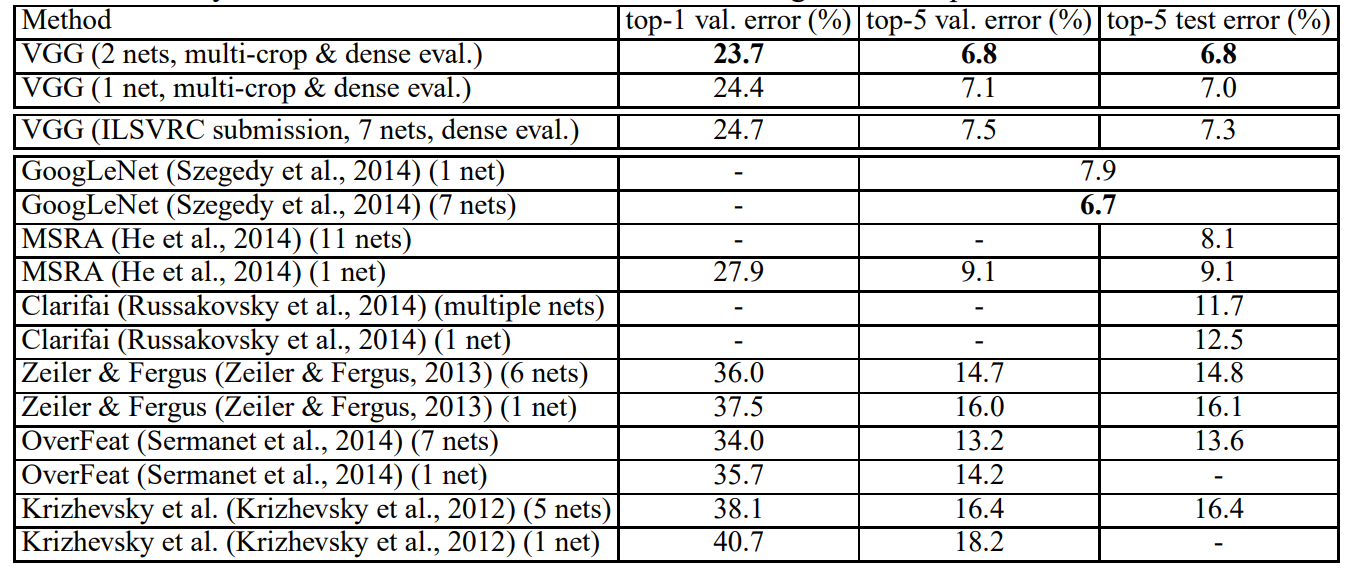 Method top-1 val. error (%) top-5 val. error (%) top-5 test error (%)
VGG (2 nets, multi-crop & dense eval.) 23.7 6.8 6.8
VGG (1 net, multi-crop & dense eval.) 24.4 7.1 7.0
VGG (ILSVRC submission, 7 nets, dense eval.) 24.7 7.5 7.3
GoogLeNet (Szegedy et al., 2014) (1 net) - 7.9
GoogLeNet (Szegedy et al., 2014) (7 nets) - 6.7
MSRA (He et al., 2014) (11 nets) - - 8.1
MSRA (He et al., 2014) (1 net) 27.9 9.1 9.1
Clarifai (Russakovsky et al., 2014) (multiple nets) - - 11.7
Clarifai (Russakovsky et al., 2014) (1 net) - - 12.5
Zeiler & Fergus (Zeiler & Fergus, 2013) (6 nets) 36.0 14.7 14.8
Zeiler & Fergus (Zeiler & Fergus, 2013) (1 net) 37.5 16.0 16.1
OverFeat (Sermanet et al., 2014) (7 nets) 34.0 13.2 13.6
OverFeat (Sermanet et al., 2014) (1 net) 35.7 14.2 -
Krizhevsky et al. (Krizhevsky et al., 2012) (5 nets) 38.1 16.4 16.4
Krizhevsky et al. (Krizhevsky et al., 2012) (1 net) 40.7 18.2 -